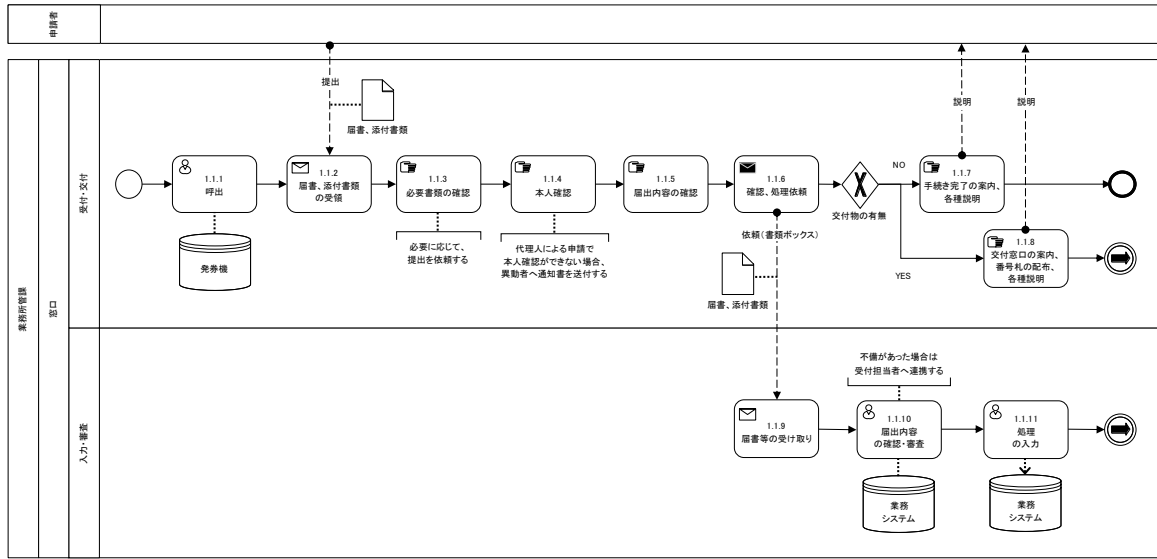 申請者
業務所管課
窓口
受付・交付
提出
届書、添付書類
説明
説明
1.1.1
呼出
1.1.2
届書、添付書類
の受領
1.1.3
必要書類の確認
1.1.4
本人確認
1.1.5
届出内容の確認
1.1.6
確認、処理依頼
交付物の有無
NO
YES
1.1.7
手続き完了の案内、
各種説明
1.1.8
交付窓口の案内、
番号札の配布、
各種説明
発券機
必要に応じて、
提出を依頼する
代理人による申請で
本人確認ができない場合、
異動者へ通知書を送付する
依頼(書類ボックス)
届書、添付書類
入力・審査
不備があった場合は
受付担当者へ連携する
1.1.9
届書等の受け取り
1.1.10
届出内容
の確認・審査
1.1.11
処理
の入力
業務
システム
業務
システム